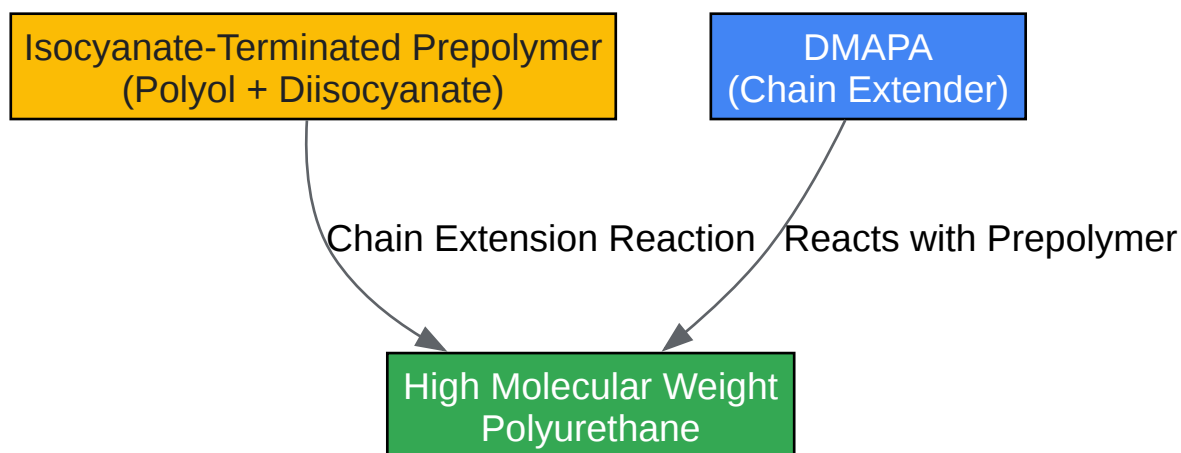 Isocyanate-Terminated Prepolymer
(Polyol + Diisocyanate)
DMAPA
(Chain Extender)
Chain Extension Reaction
Reacts with Prepolymer
High Molecular Weight
Polyurethane